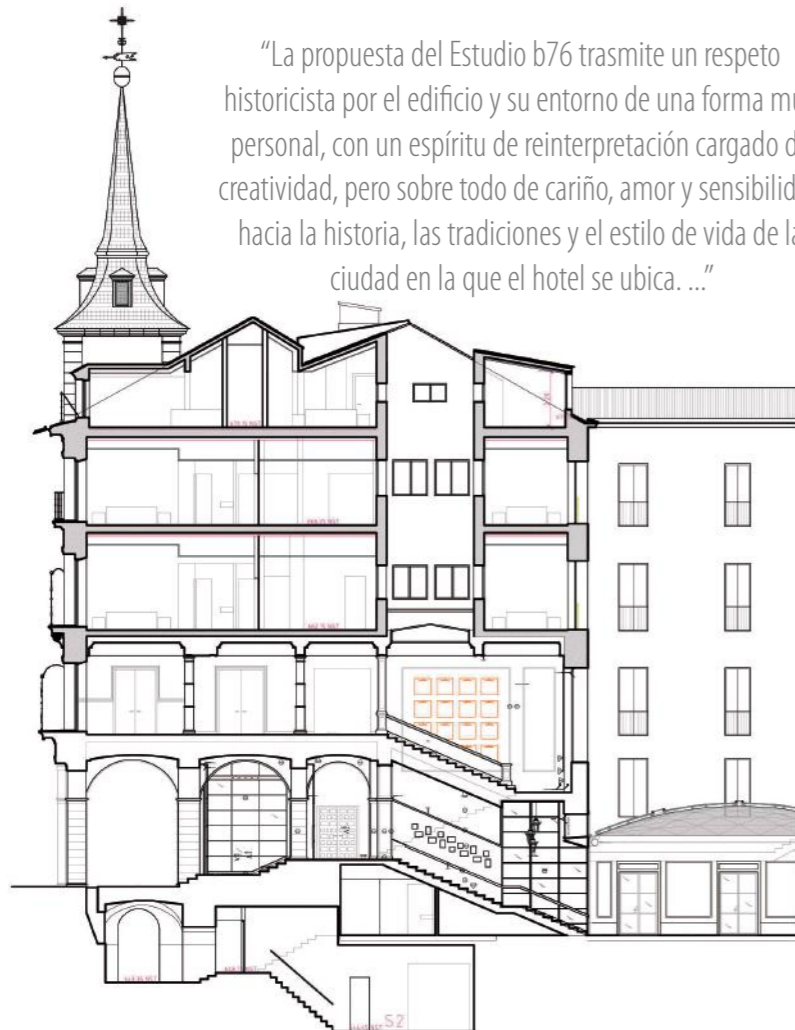 “La propuesta del Estudio b76 trasmite un respeto
historicista por el edificio y su entorno de una forma mu
personal, con un espíritu de reinterpretación cargado d
creatividad, pero sobre todo de cariño, amor y sensibilid
hacia la historia, las tradiciones y el estilo de vida de la
ciudad en la que el hotel se ubica. ...”
S2